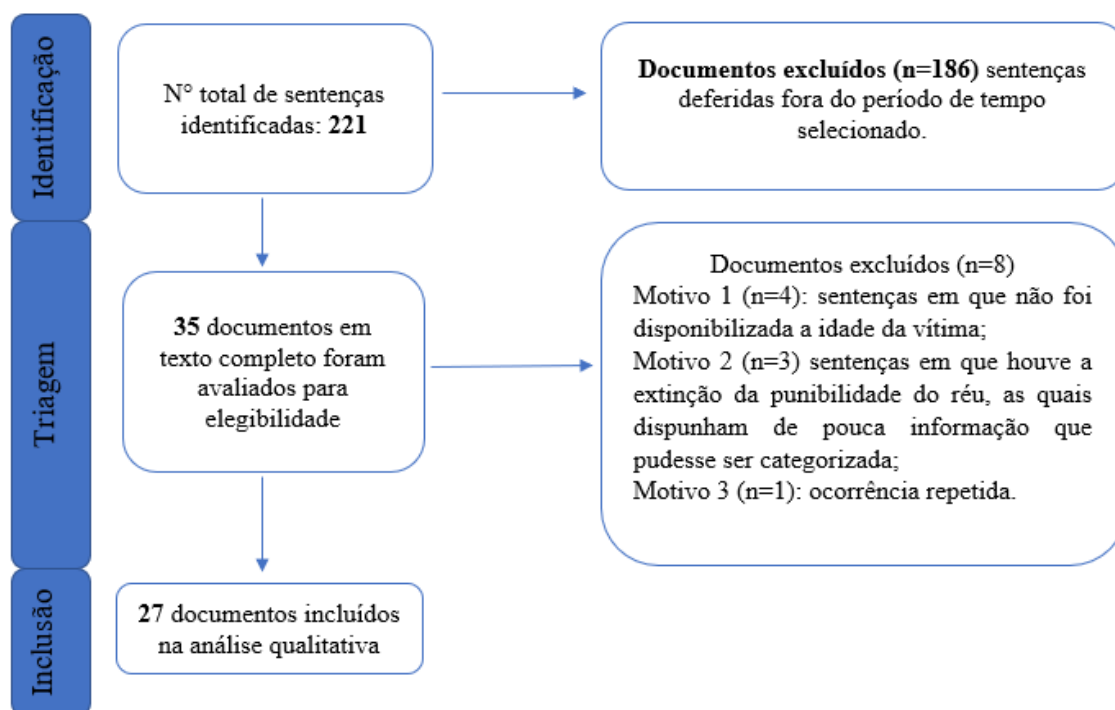 Identificação
N° total de sentenças
identificadas: 221
Documentos excluídos (n=186) sentenças
deferidas fora do período de tempo
selecionado.
Triagem
35 documentos em
texto completo foram
avaliados para
elegibilidade
Documentos excluídos (n=8)
Motivo 1 (n=4): sentenças em que não foi
disponibilizada a idade da vítima;
Motivo 2 (n=3) sentenças em que houve a
extinção da punibilidade do réu, as quais
dispunham de pouca informação que
pudesse ser categorizada;
Motivo 3 (n=1): ocorrência repetida.
Inclusão
27 documentos incluídos
na análise qualitativa